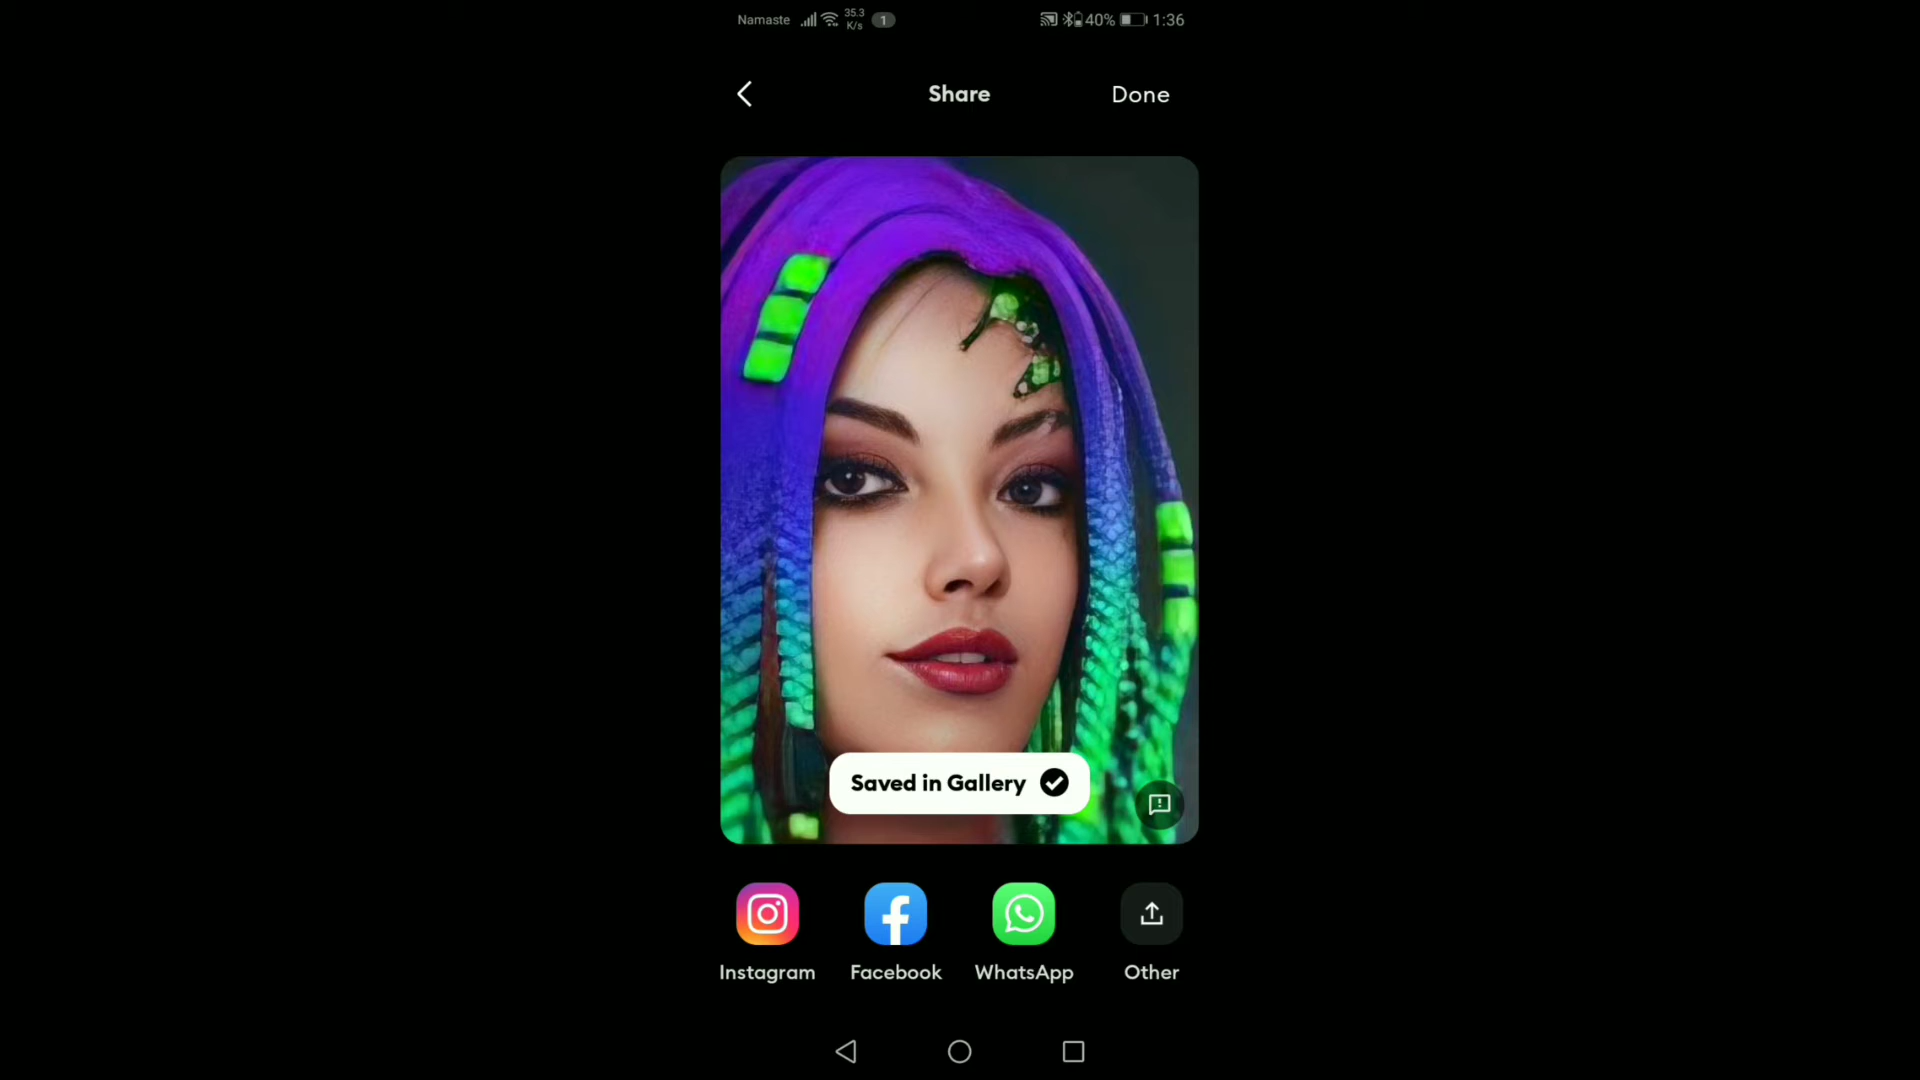 Namaste 35.3 K/s 1 40% 1:36
Share Done
Saved in Gallery
Instagram Facebook WhatsApp Other